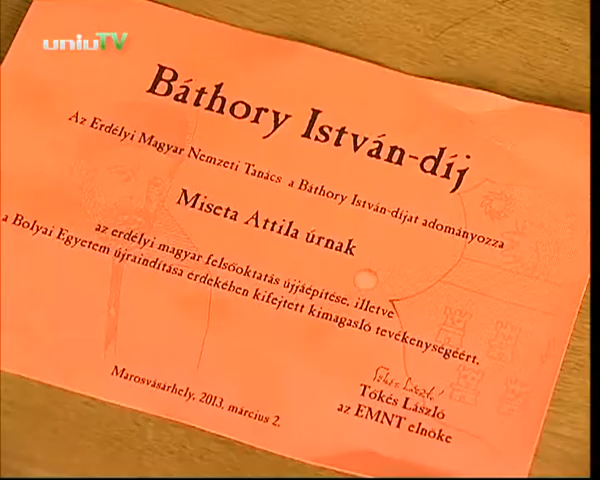 uniuTV
Báthory István-díj
Az Erdélyi Magyar Nemzeti Tanács a Báthory István-díjat adományozza
Miseta Attila úrnak
az erdélyi magyar felsőoktatás újjáépítése, illetve
a Bolyai Egyetem újraindítása érdekében kifejtett kimagasló tevékenységéért.
Marosvásárhely, 2013. március 2.
Tőkés László
Tőkés László
az EMNT elnöke